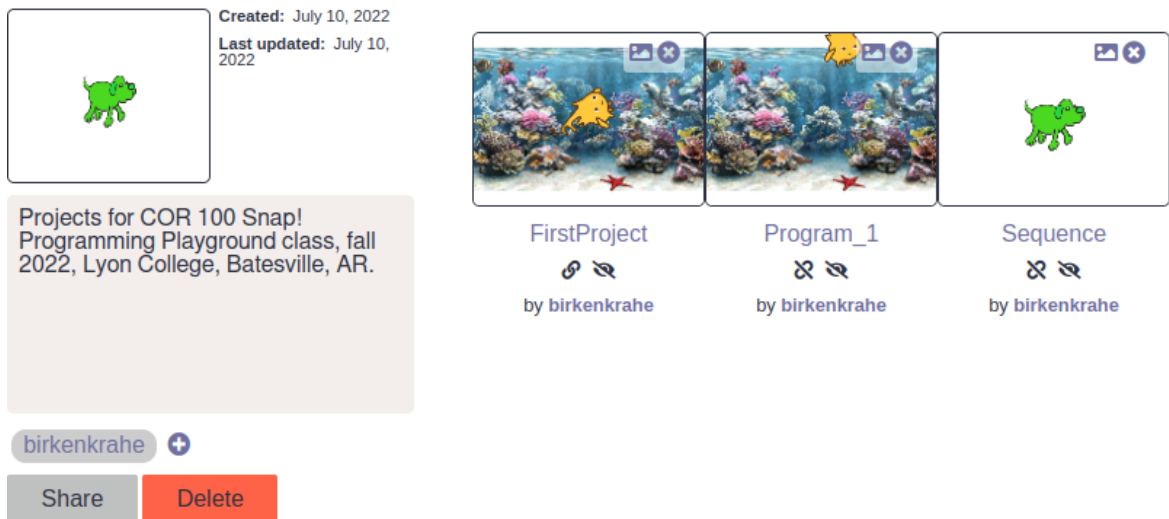 Created: July 10, 2022
Last updated: July 10,
2022
Projects for COR 100 Snap!
Programming Playground class, fall
2022, Lyon College, Batesville, AR.
birkenkrahe
Share Delete
FirstProject Program_1 Sequence
by birkenkrahe by birkenkrahe by birkenkrahe